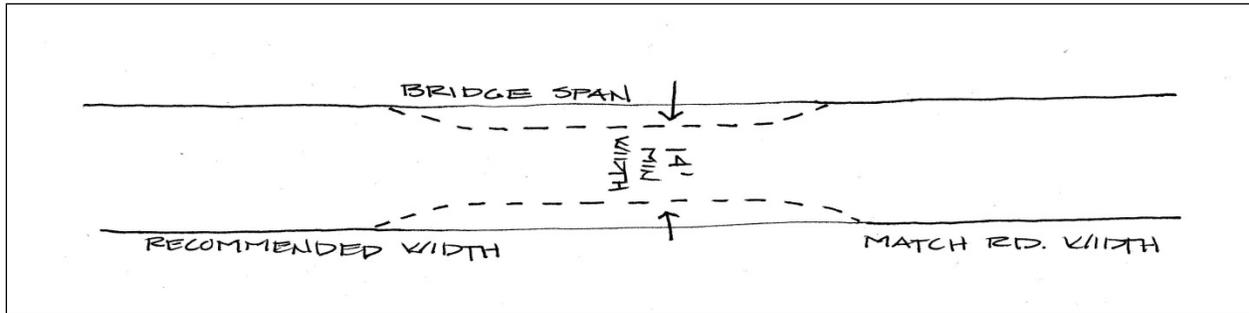 BRIDGE SPAN
14'
MIN
WIDTH
RECOMMENDED WIDTH
MATCH RD. WIDTH